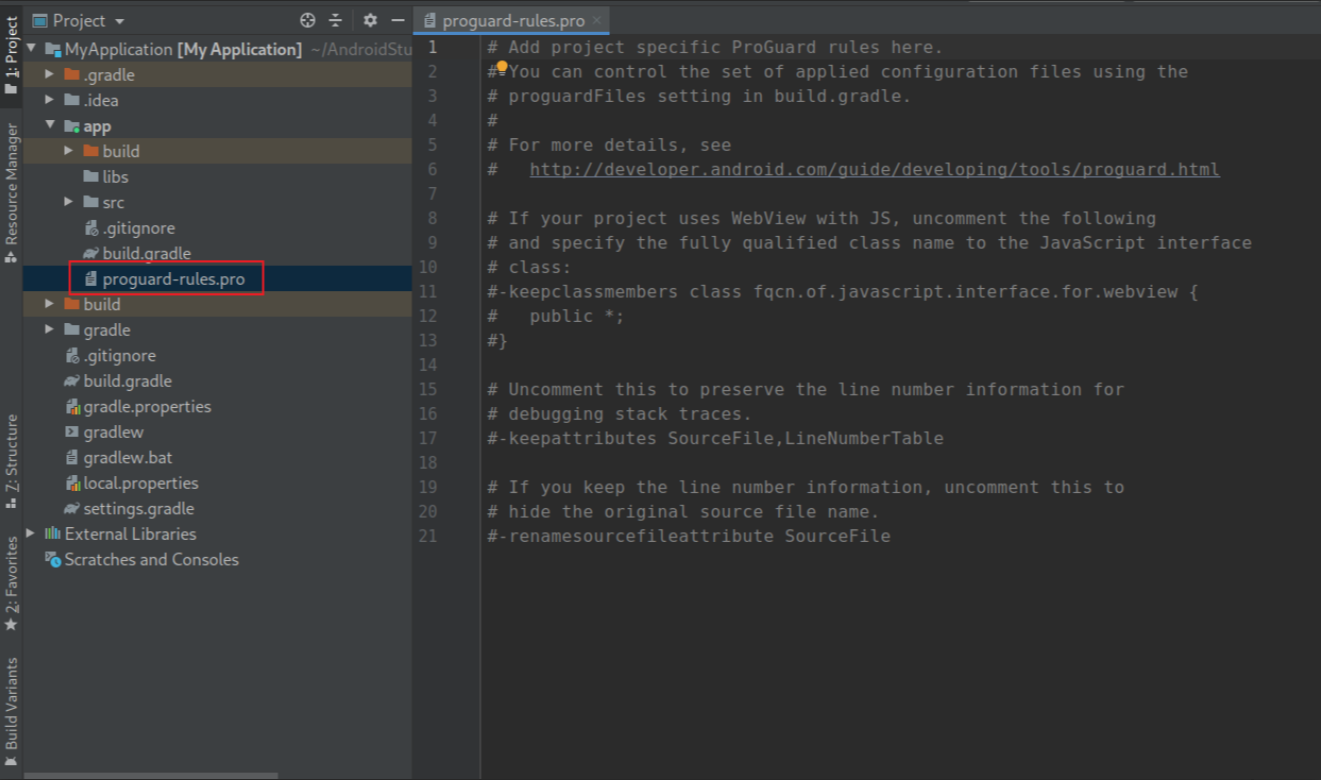 Project
proguard-rules.pro
1: Project
Resource Manager
Z: Structure
2: Favorites
Build Variants
MyApplication [My Application] ~/AndroidStu
.gradle
.idea
app
build
libs
src
.gitignore
build.gradle
proguard-rules.pro
build
gradle
.gitignore
build.gradle
gradle.properties
gradlew
gradlew.bat
local.properties
settings.gradle
External Libraries
Scratches and Consoles
1 # Add project specific ProGuard rules here.
2 # You can control the set of applied configuration files using the
3 # proguardFiles setting in build.gradle.
4 #
5 # For more details, see
6 #   http://developer.android.com/guide/developing/tools/proguard.html
7
8 # If your project uses WebView with JS, uncomment the following
9 # and specify the fully qualified class name to the JavaScript interface
10 # class:
11 #-keepclassmembers class fqcn.of.javascript.interface.for.webview {
12 #   public *;
13 #}
14
15 # Uncomment this to preserve the line number information for
16 # debugging stack traces.
17 #-keepattributes SourceFile,LineNumberTable
18
19 # If you keep the line number information, uncomment this to
20 # hide the original source file name.
21 #-renamesourcefileattribute SourceFile